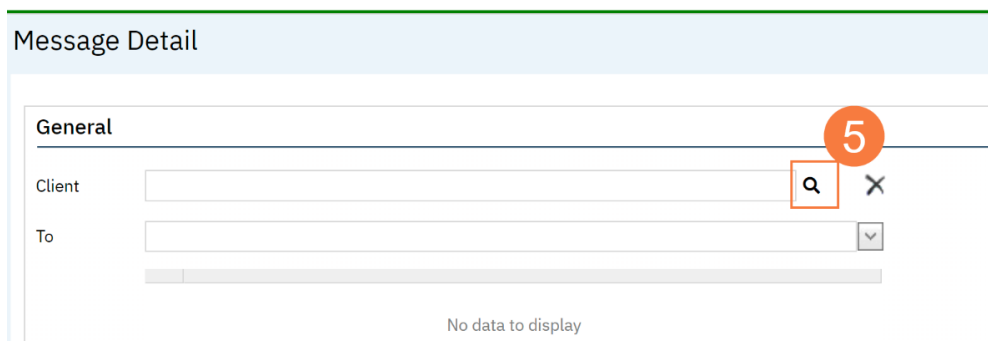 Message Detail
General
5
Client
To
No data to display